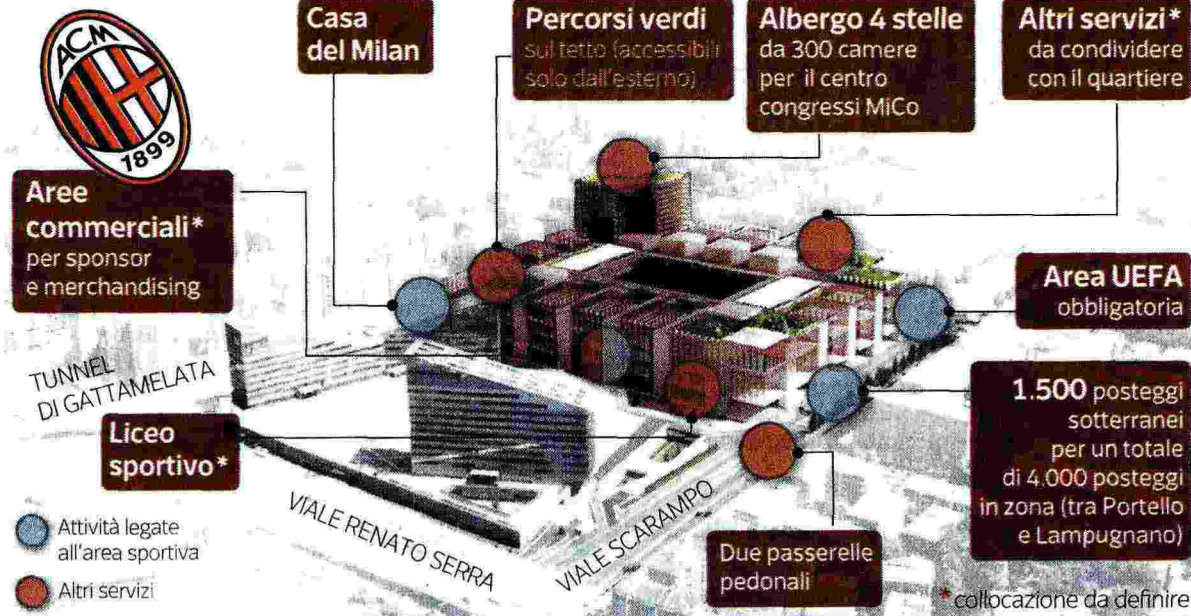 ACM
1899
Casa
del Milan
Percorsi verdi
sul tetto (accessibili
solo dall'esterno)
Albergo 4 stelle
da 300 camere
per il centro
congressi MiCo
Altri servizi*
da condividere
con il quartiere
Aree
commerciali*
per sponsor
e merchandising
Area UEFA
obbligatoria
TUNNEL
DI GATTAMELATA
Liceo
sportivo*
1.500 posteggi
sotterranei
per un totale
di 4.000 posteggi
in zona (tra Portello
e Lampugnano)
VIALE RENATO SERRA
VIALE SCARAMPO
Due passerelle
pedonali
Attività legate
all'area sportiva
Altri servizi
*collocazione da definire